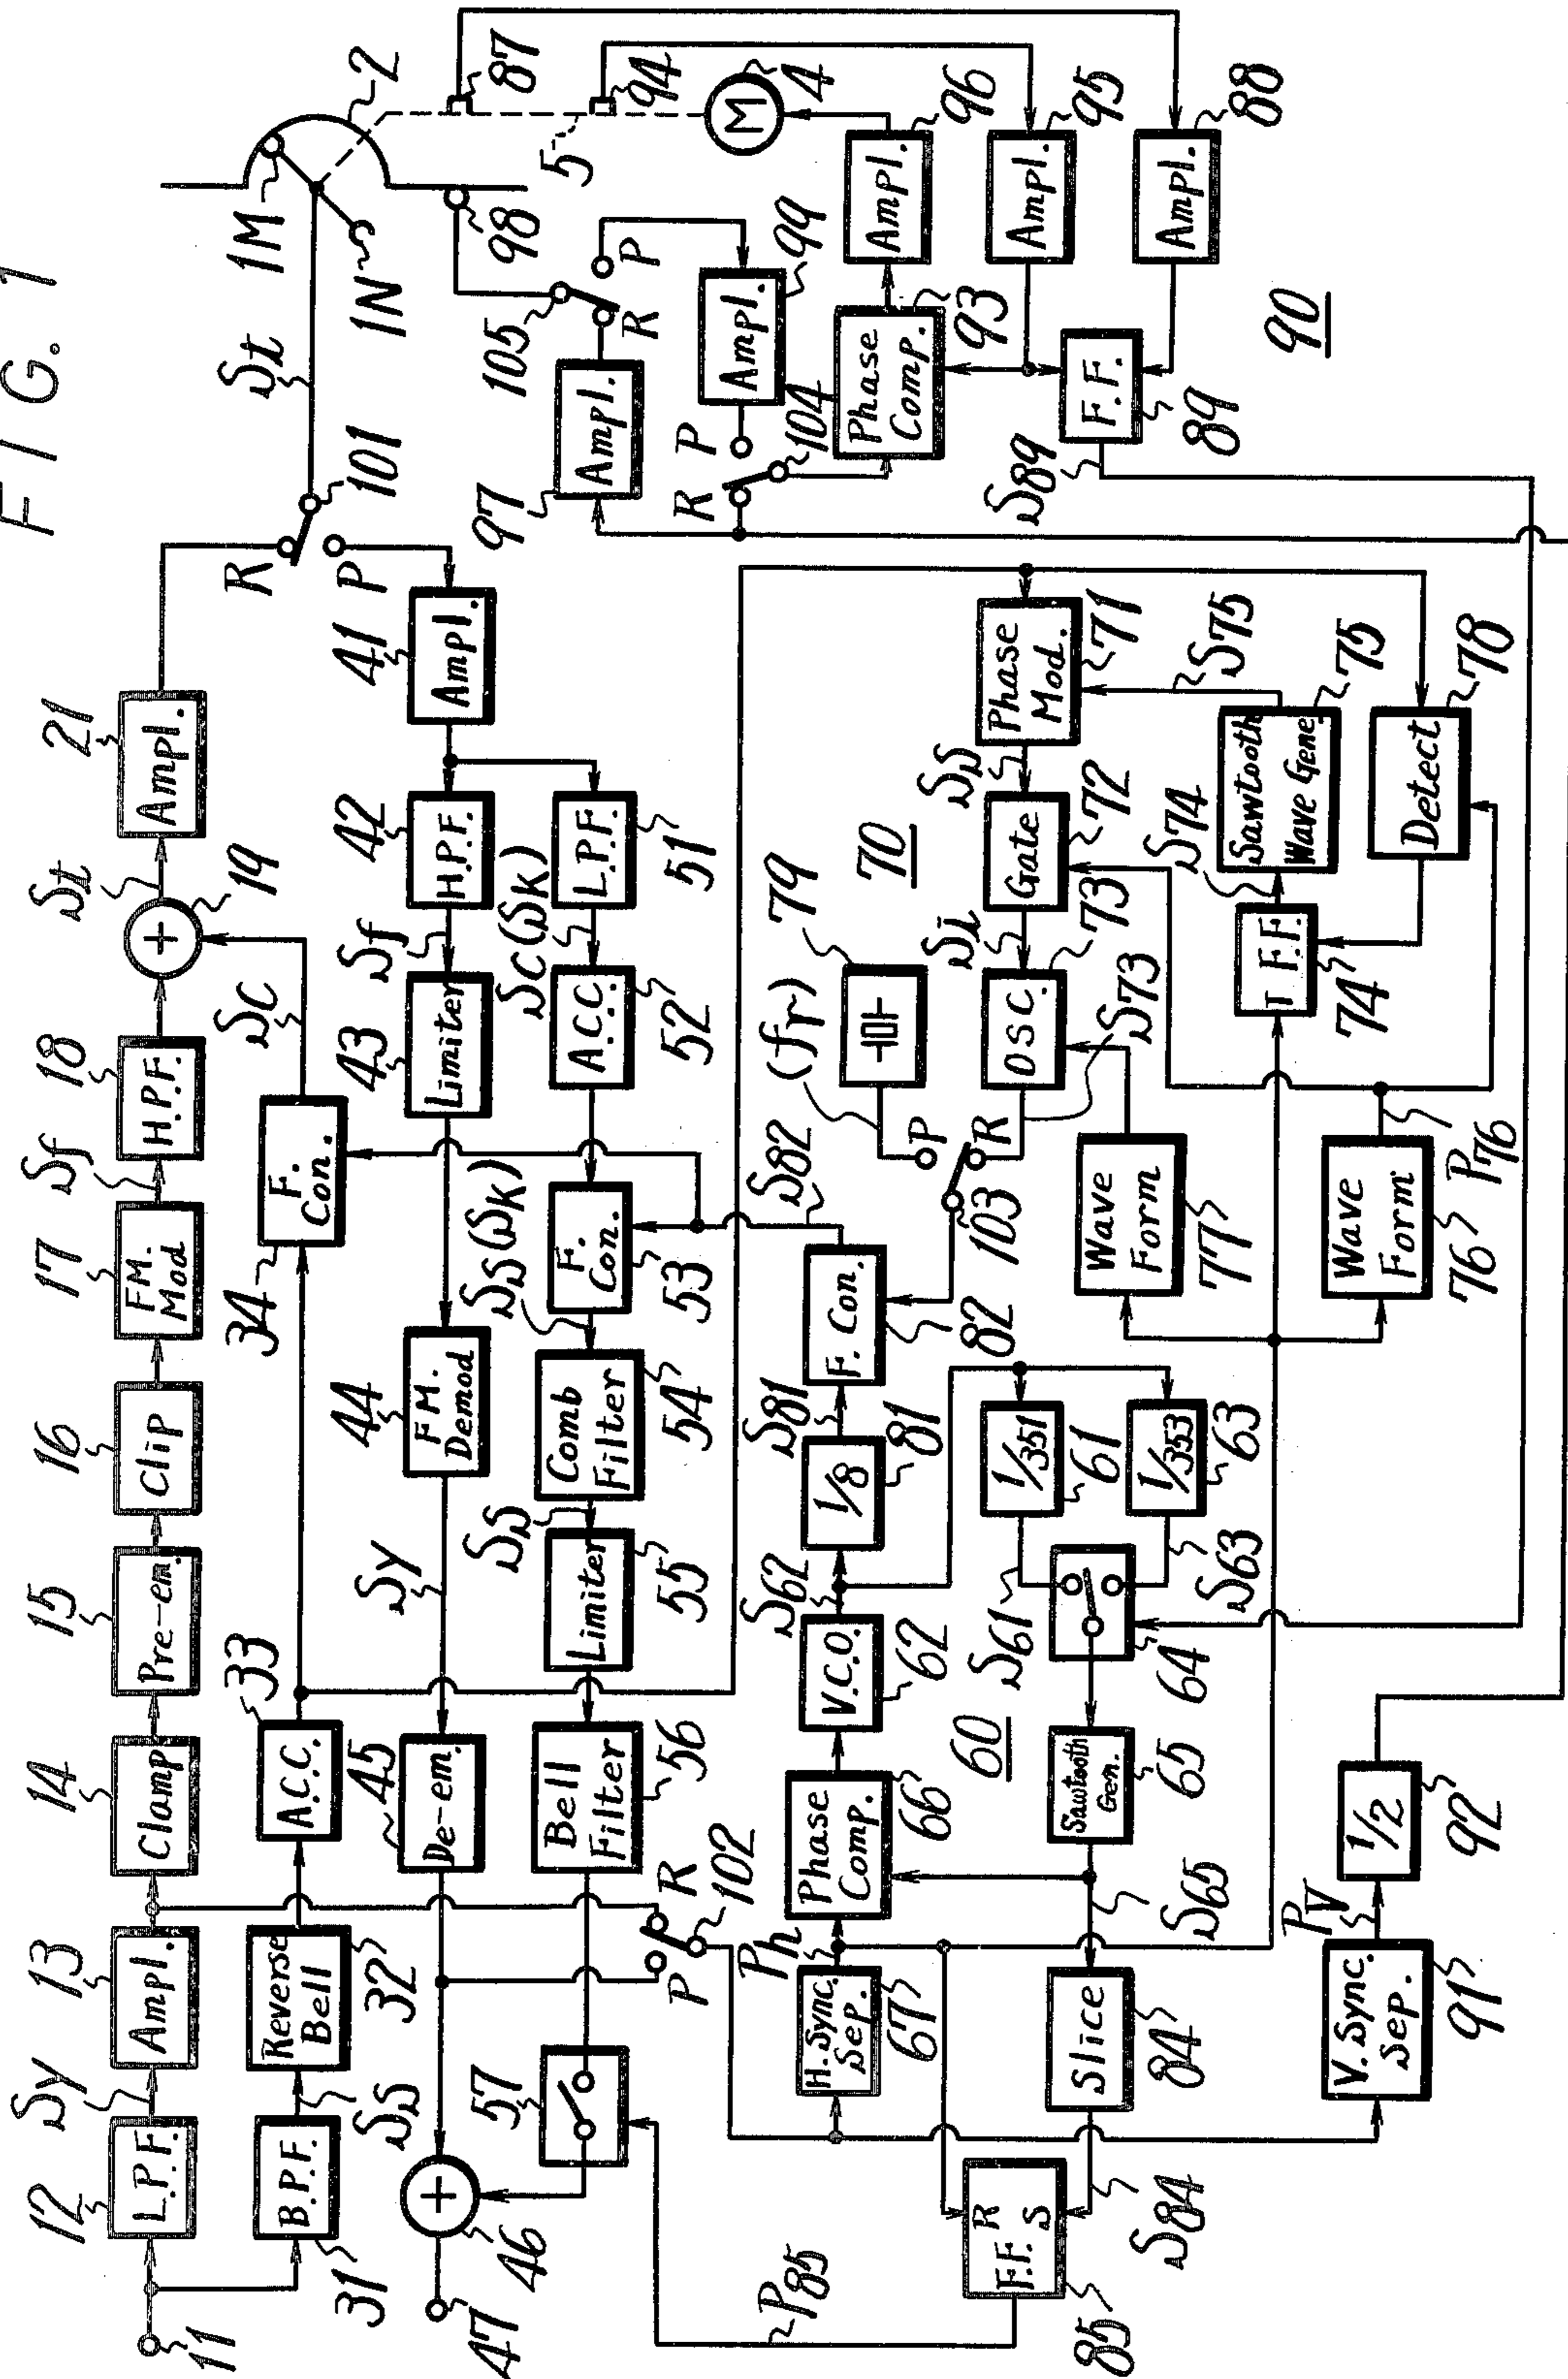 FIG. 1
11
12
L.P.F.
Sy
13
Ampl.
14
Clamp
15
Pre-em.
16
Clip
17
FM. Mod
Sf
18
H.P.F.
19
+
St
21
Ampl.
R
P
101
St
1M
1N
2
31
B.P.F.
Ss
32
Reverse Bell
33
A.C.C.
34
F. Con.
Sc
47
46
+
45
De-em.
Sy
44
FM. Demod
43
Limiter
Sf
42
H.P.F.
41
Ampl.
57
56
Bell Filter
55
Limiter
Ss
54
Comb Filter
Ss(Sk)
53
F. Con.
52
A.C.C.
Sc(Sk)
51
L.P.F.
P
R
102
105
98
R
P
97
Ampl.
99
Ampl.
R
P
104
87
94
5
M
4
Phase Comp.
93
Ampl.
96
Ampl.
95
Ampl.
88
F.F.
89
S89
90
H. Sync. Sep.
67
Ph
Phase Comp.
66
60
V.C.O.
62
S62
1/8
81
S81
F. Con.
82
S82
103
P
R
(fr)
79
70
OSC.
73
S73
Si
Gate
72
Ss
Phase Mod.
71
S75
1/351
61
S61
1/353
63
S63
64
Sawtooth Gen.
65
S65
Slice
84
S84
F.F.
R
S
85
P85
Wave Form
77
Wave Form
76
P76
T F.F.
74
S74
Sawtooth Wave Gene.
75
Detect
78
V. Sync. Sep.
91
PV
1/2
92